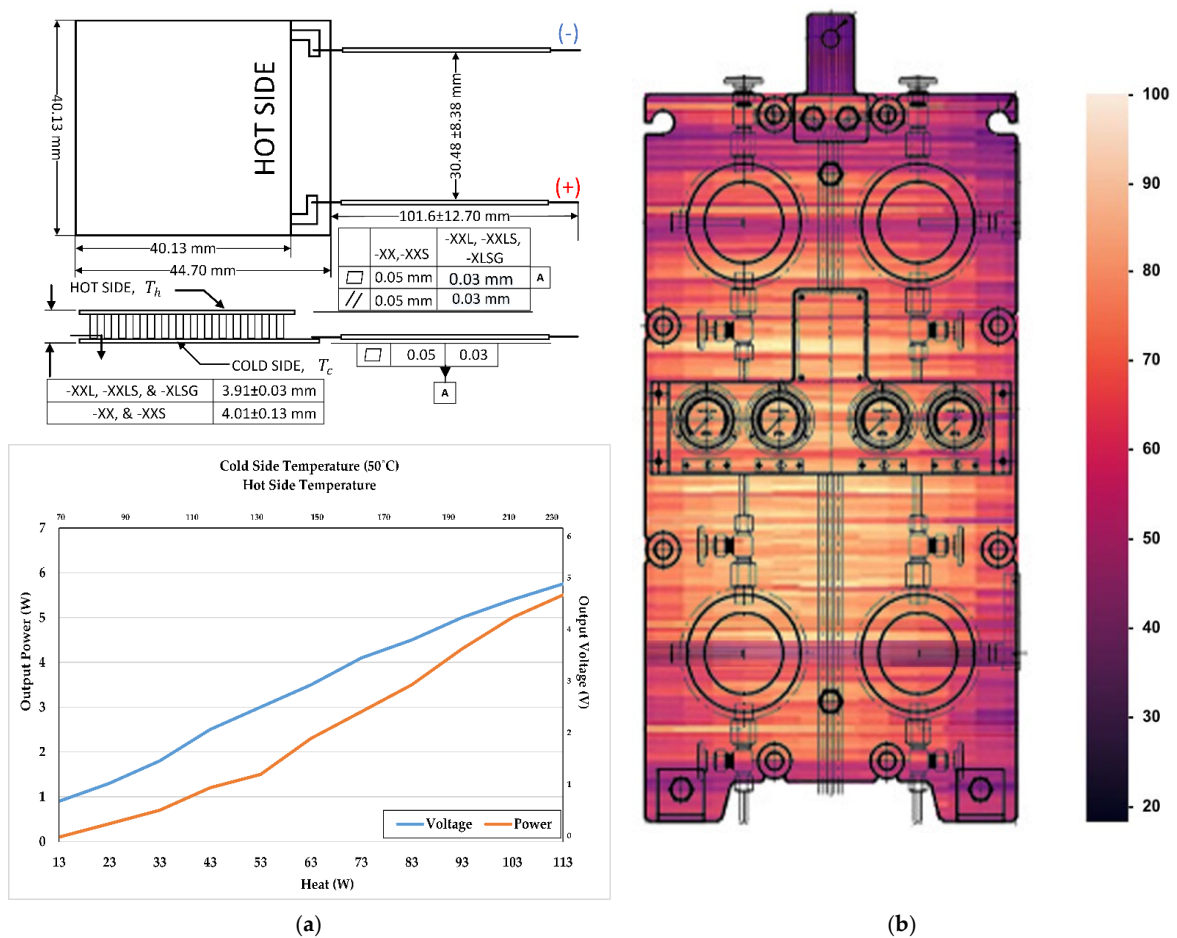 (-)
HOT SIDE
40.13 mm
30.48 ±8.38 mm
(+)
101.6±12.70 mm
40.13 mm
44.70 mm
-XX,-XXS
-XXL, -XXLS,
-XLSG
0.05 mm
0.03 mm
A
//
0.05 mm
0.03 mm
HOT SIDE, Th
COLD SIDE, Tc
0.05
0.03
A
-XXL, -XXLS, & -XLSG
3.91±0.03 mm
-XX, & -XXS
4.01±0.13 mm
Cold Side Temperature (50°C)
Hot Side Temperature
70 90 110 130 150 170 190 210 230
7
6
5
4
3
2
1
0
Output Power (W)
6
5
4
3
2
1
0
Output Voltage (V)
Voltage Power
13 23 33 43 53 63 73 83 93 103 113
Heat (W)
100
90
80
70
60
50
40
30
20
(a)
(b)